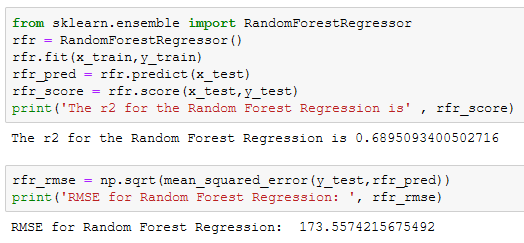 from sklearn.ensemble import RandomForestRegressor
rfr = RandomForestRegressor()
rfr.fit(x_train,y_train)
rfr_pred = rfr.predict(x_test)
rfr_score = rfr.score(x_test,y_test)
print('The r2 for the Random Forest Regression is' , rfr_score)
The r2 for the Random Forest Regression is 0.6895093400502716
rfr_rmse = np.sqrt(mean_squared_error(y_test,rfr_pred))
print('RMSE for Random Forest Regression: ', rfr_rmse)
RMSE for Random Forest Regression:  173.5574215675492